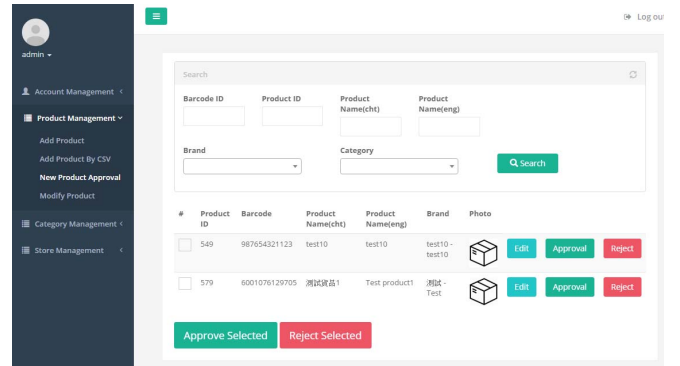 Log ou
admin
Account Management
Product Management
Add Product
Add Product By CSV
New Product Approval
Modify Product
Category Management
Store Management
Search
Barcode ID Product ID Product Name(cht) Product Name(eng)
Brand Category
Search
# Product ID Barcode Product Name(cht) Product Name(eng) Brand Photo
549 987654321123 test10 test10 test10 - test10 Edit Approval Reject
579 6001076129705 測試貨品1 Test product1 測試 - Test Edit Approval Reject
Approve Selected Reject Selected